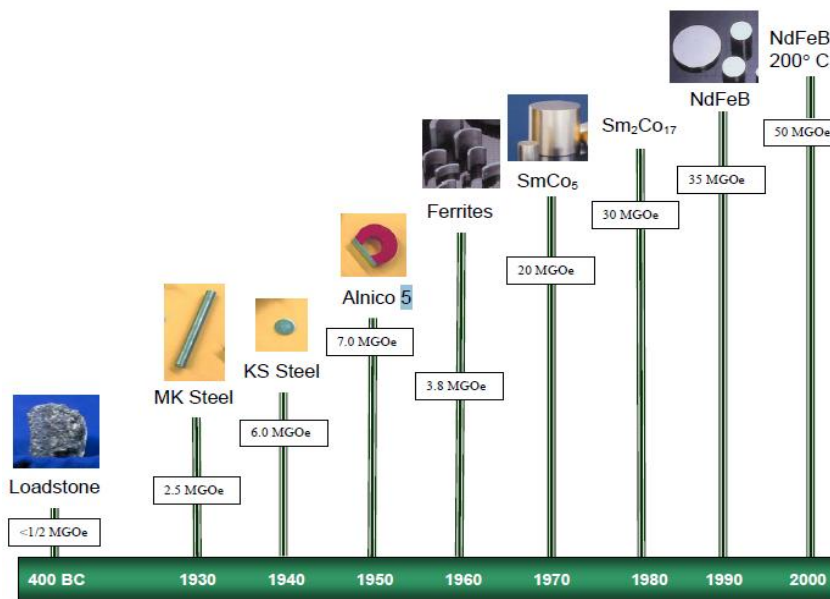 NdFeB
200° C
NdFeB
50 MGOe
Sm₂Co₁₇
35 MGOe
SmCo₅
30 MGOe
Ferrites
20 MGOe
Alnico 5
7.0 MGOe
KS Steel
3.8 MGOe
MK Steel
6.0 MGOe
Loadstone
2.5 MGOe
<1/2 MGOe
400 BC 1930 1940 1950 1960 1970 1980 1990 2000